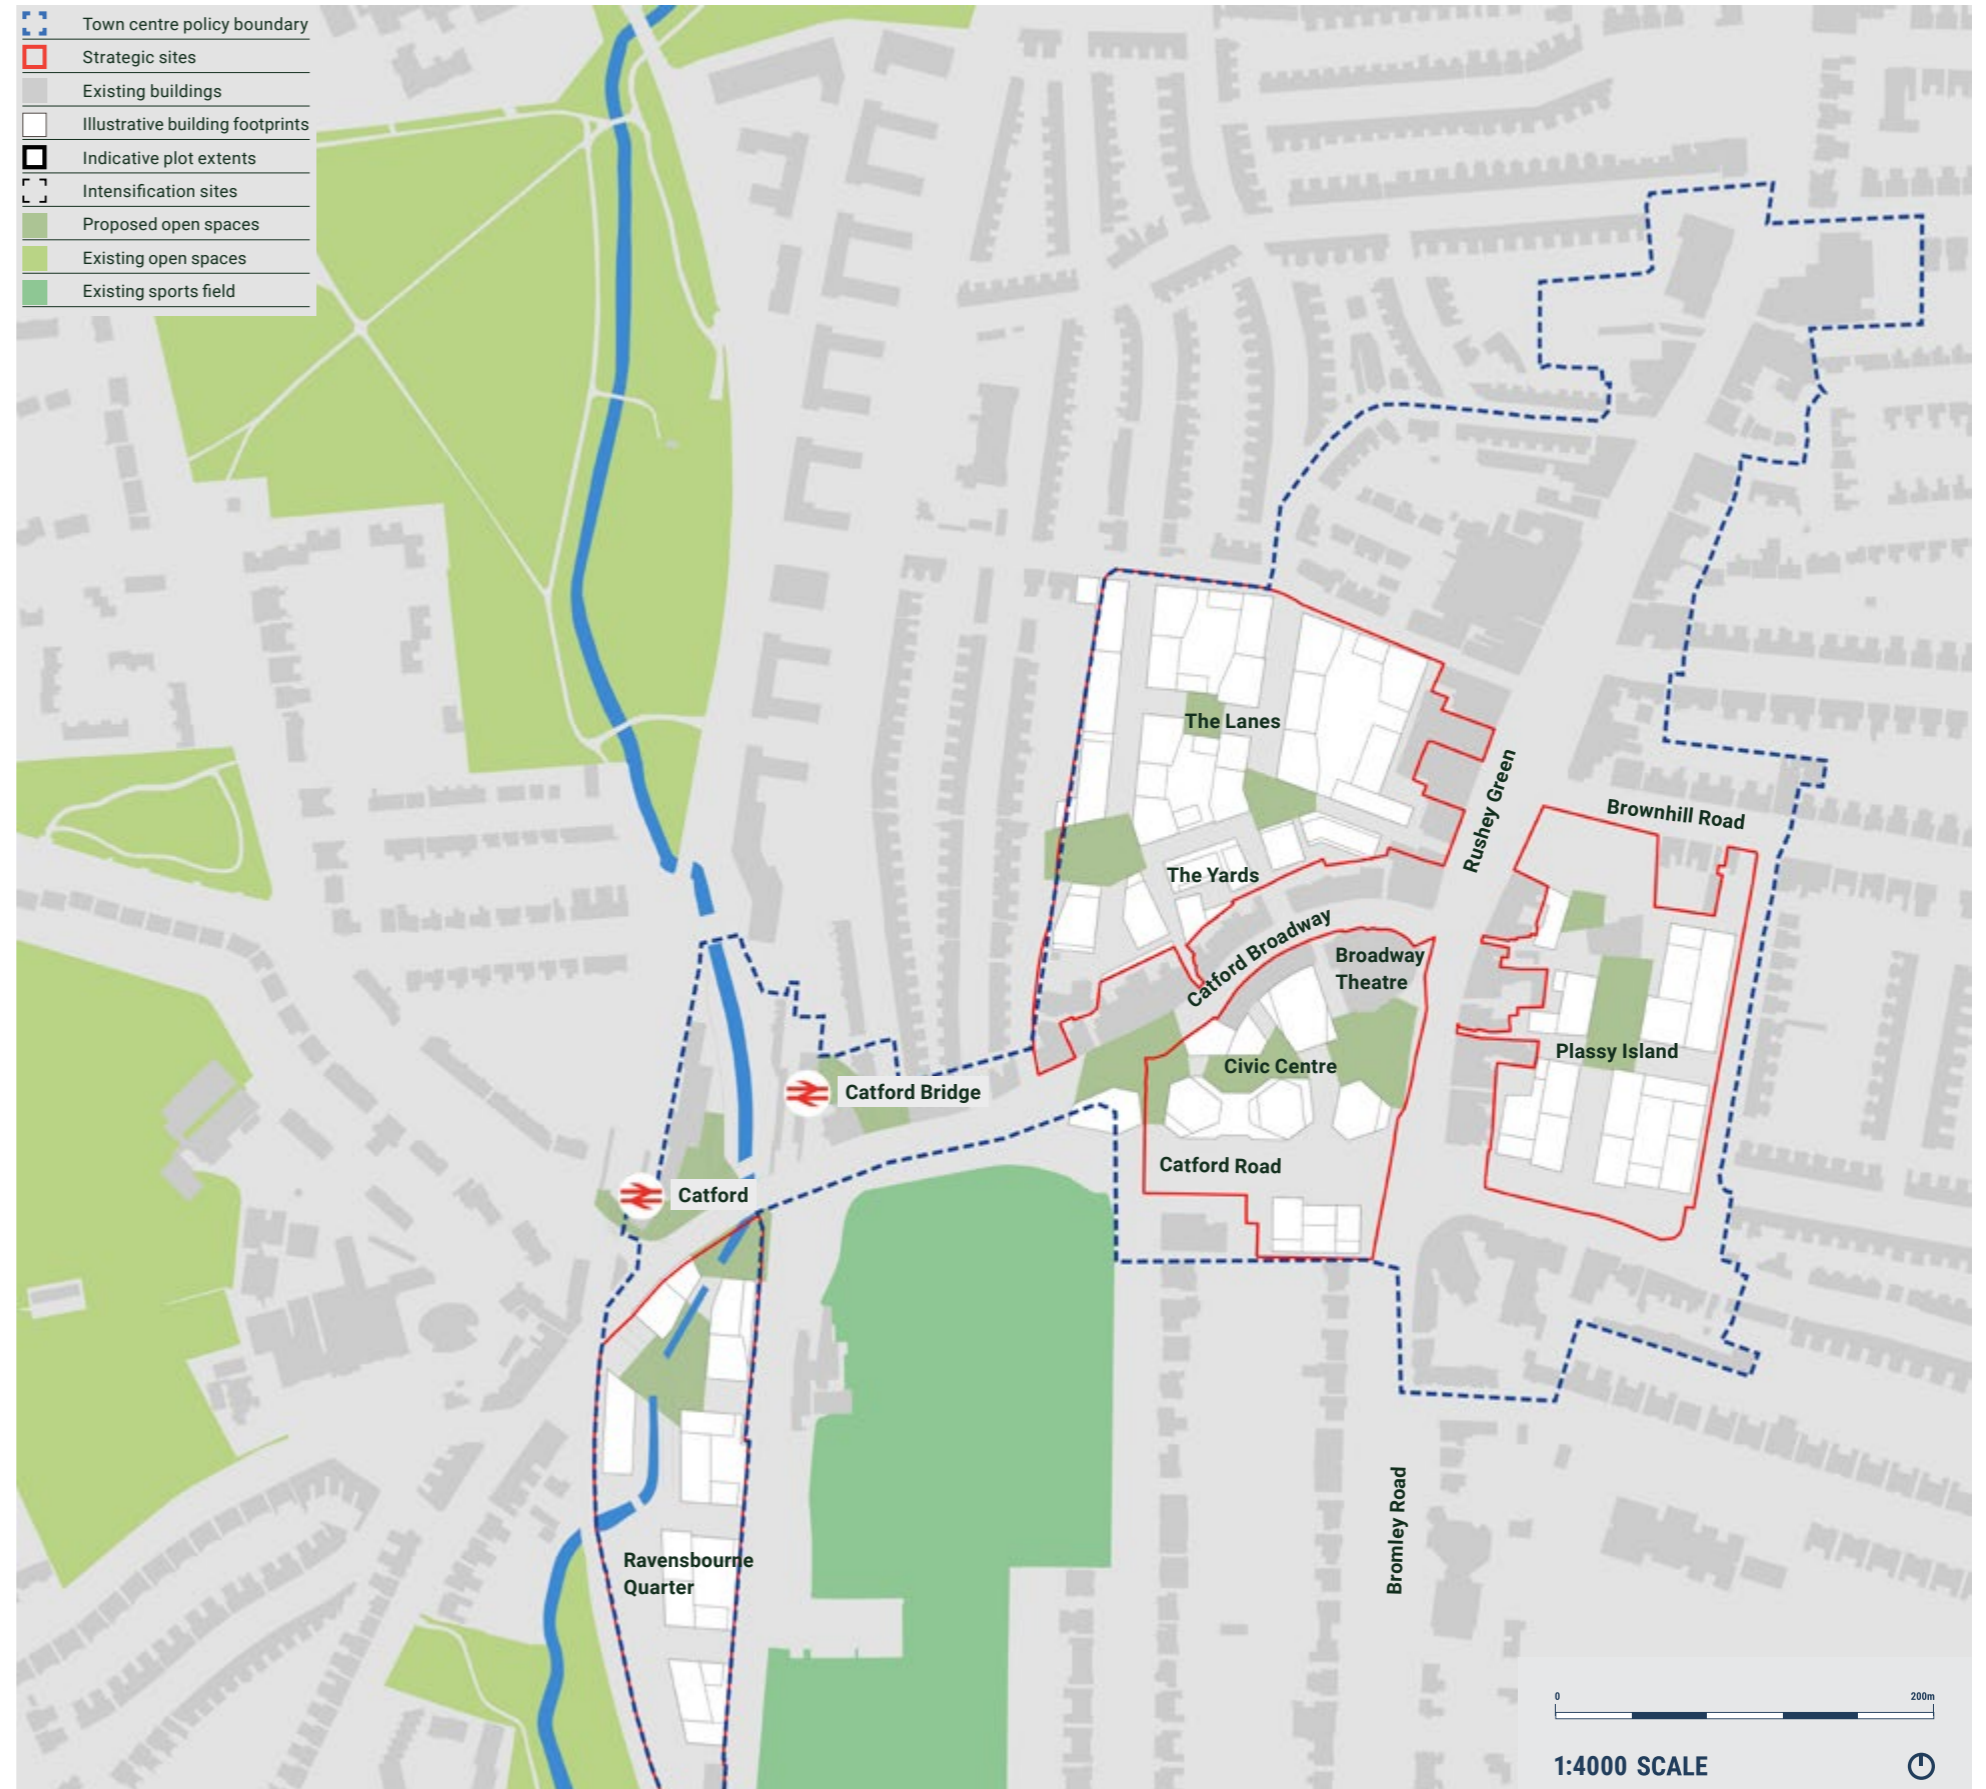 Town centre policy boundary
Strategic sites
Existing buildings
Illustrative building footprints
Indicative plot extents
Intensification sites
Proposed open spaces
Existing open spaces
Existing sports field
The Lanes
Rushey Green
Brownhill Road
The Yards
Catford Broadway
Broadway
Theatre
Plassy Island
Civic Centre
Catford Bridge
Catford Road
Catford
Bromley Road
Ravensbourne
Quarter
0 200m
1:4000 SCALE